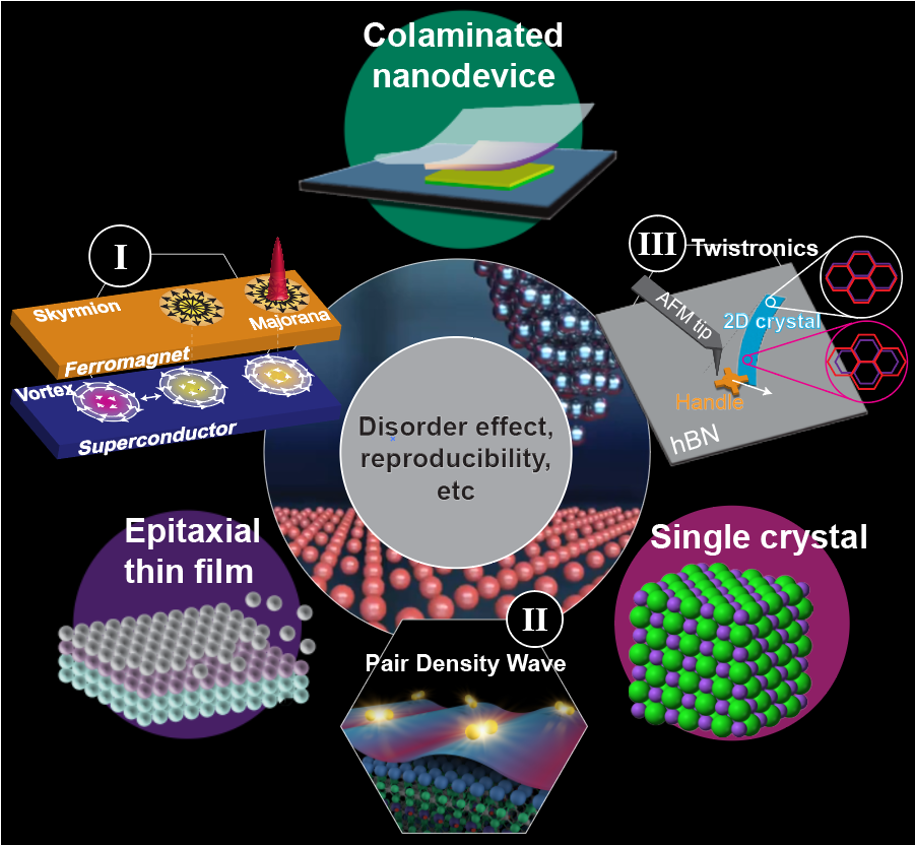 Colaminated
nanodevice
I
Skyrmion
Majorana
Ferromagnet
Vortex
Superconductor
III
Twistronics
AFM tip
2D crystal
Handle
hBN
Disorder effect,
reproducibility,
etc
Epitaxial
thin film
Single crystal
II
Pair Density Wave